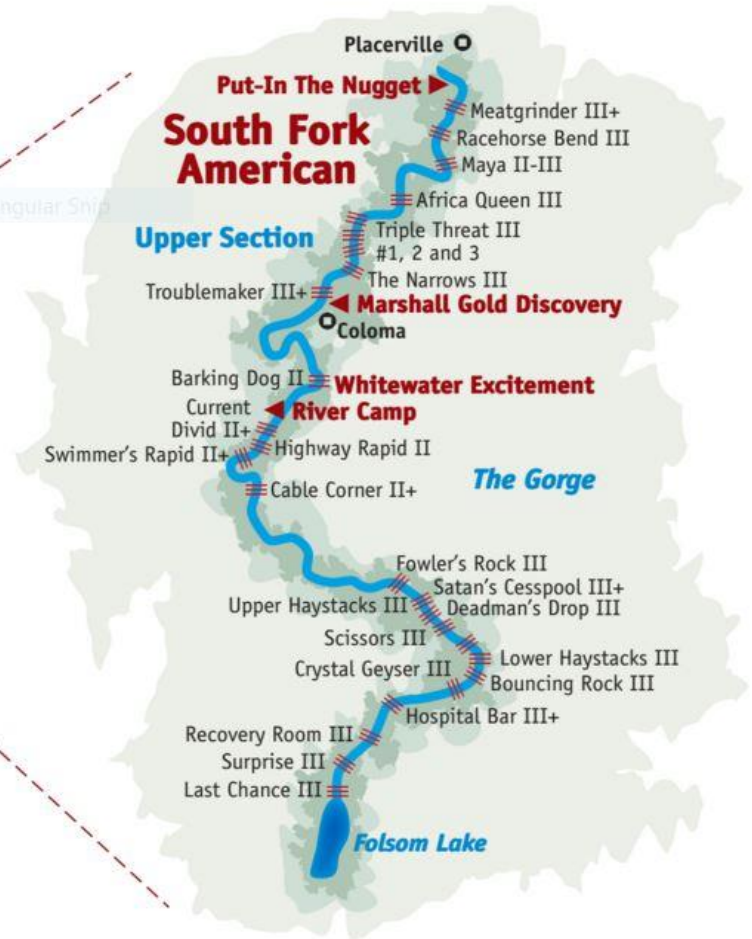 Placerville
Put-In The Nugget
South Fork
American
Meatgrinder III+
Racehorse Bend III
Maya II-III
ngular Snip
Africa Queen III
Upper Section
Triple Threat III
#1, 2 and 3
The Narrows III
Troublemaker III+
Marshall Gold Discovery
Coloma
Barking Dog II
Whitewater Excitement
River Camp
Current
Divid II+
Highway Rapid II
Swimmer's Rapid II+
The Gorge
Cable Corner II+
Fowler's Rock III
Satan's Cesspool III+
Upper Haystacks III
Deadman's Drop III
Scissors III
Lower Haystacks III
Crystal Geyser III
Bouncing Rock III
Hospital Bar III+
Recovery Room III
Surprise III
Last Chance III
Folsom Lake